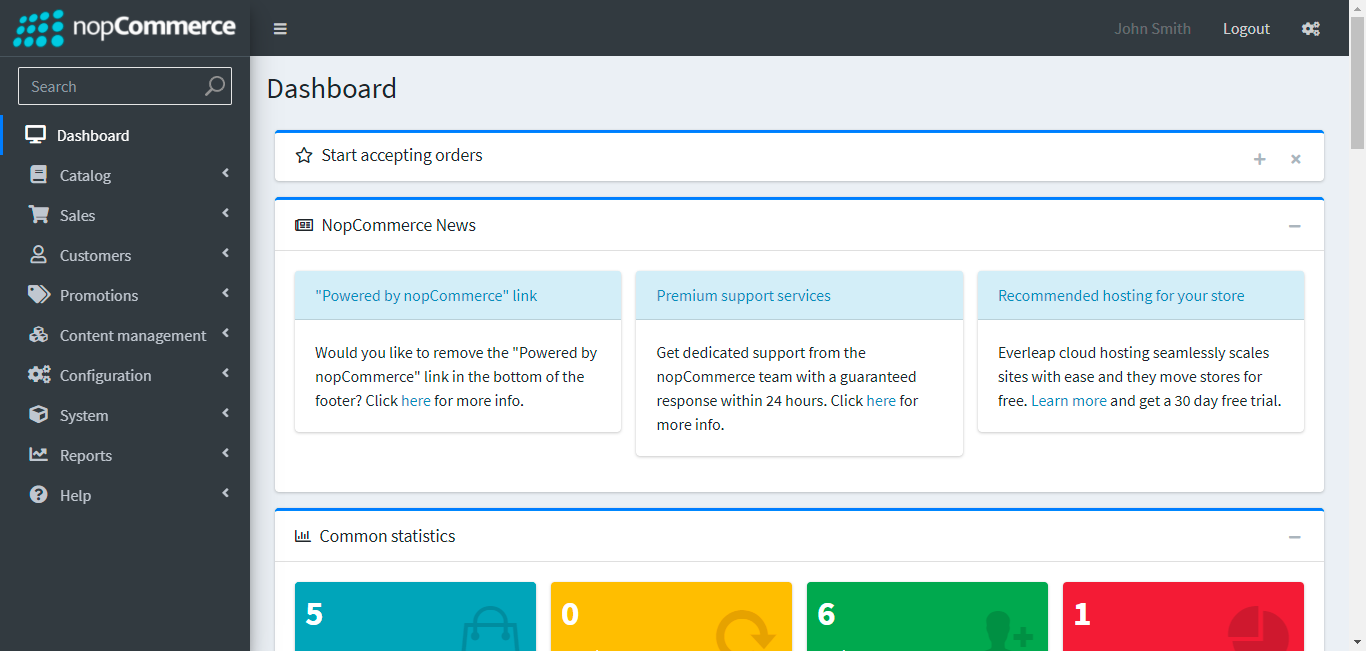 nopCommerce
John Smith
Logout
Search
Dashboard
Catalog
Sales
Customers
Promotions
Content management
Configuration
System
Reports
Help
Dashboard
Start accepting orders
NopCommerce News
"Powered by nopCommerce" link
Would you like to remove the "Powered by
nopCommerce" link in the bottom of the
footer? Click here for more info.
Premium support services
Get dedicated support from the
nopCommerce team with a guaranteed
response within 24 hours. Click here for
more info.
Recommended hosting for your store
Everleap cloud hosting seamlessly scales
sites with ease and they move stores for
free. Learn more and get a 30 day free trial.
Common statistics
5
0
6
1